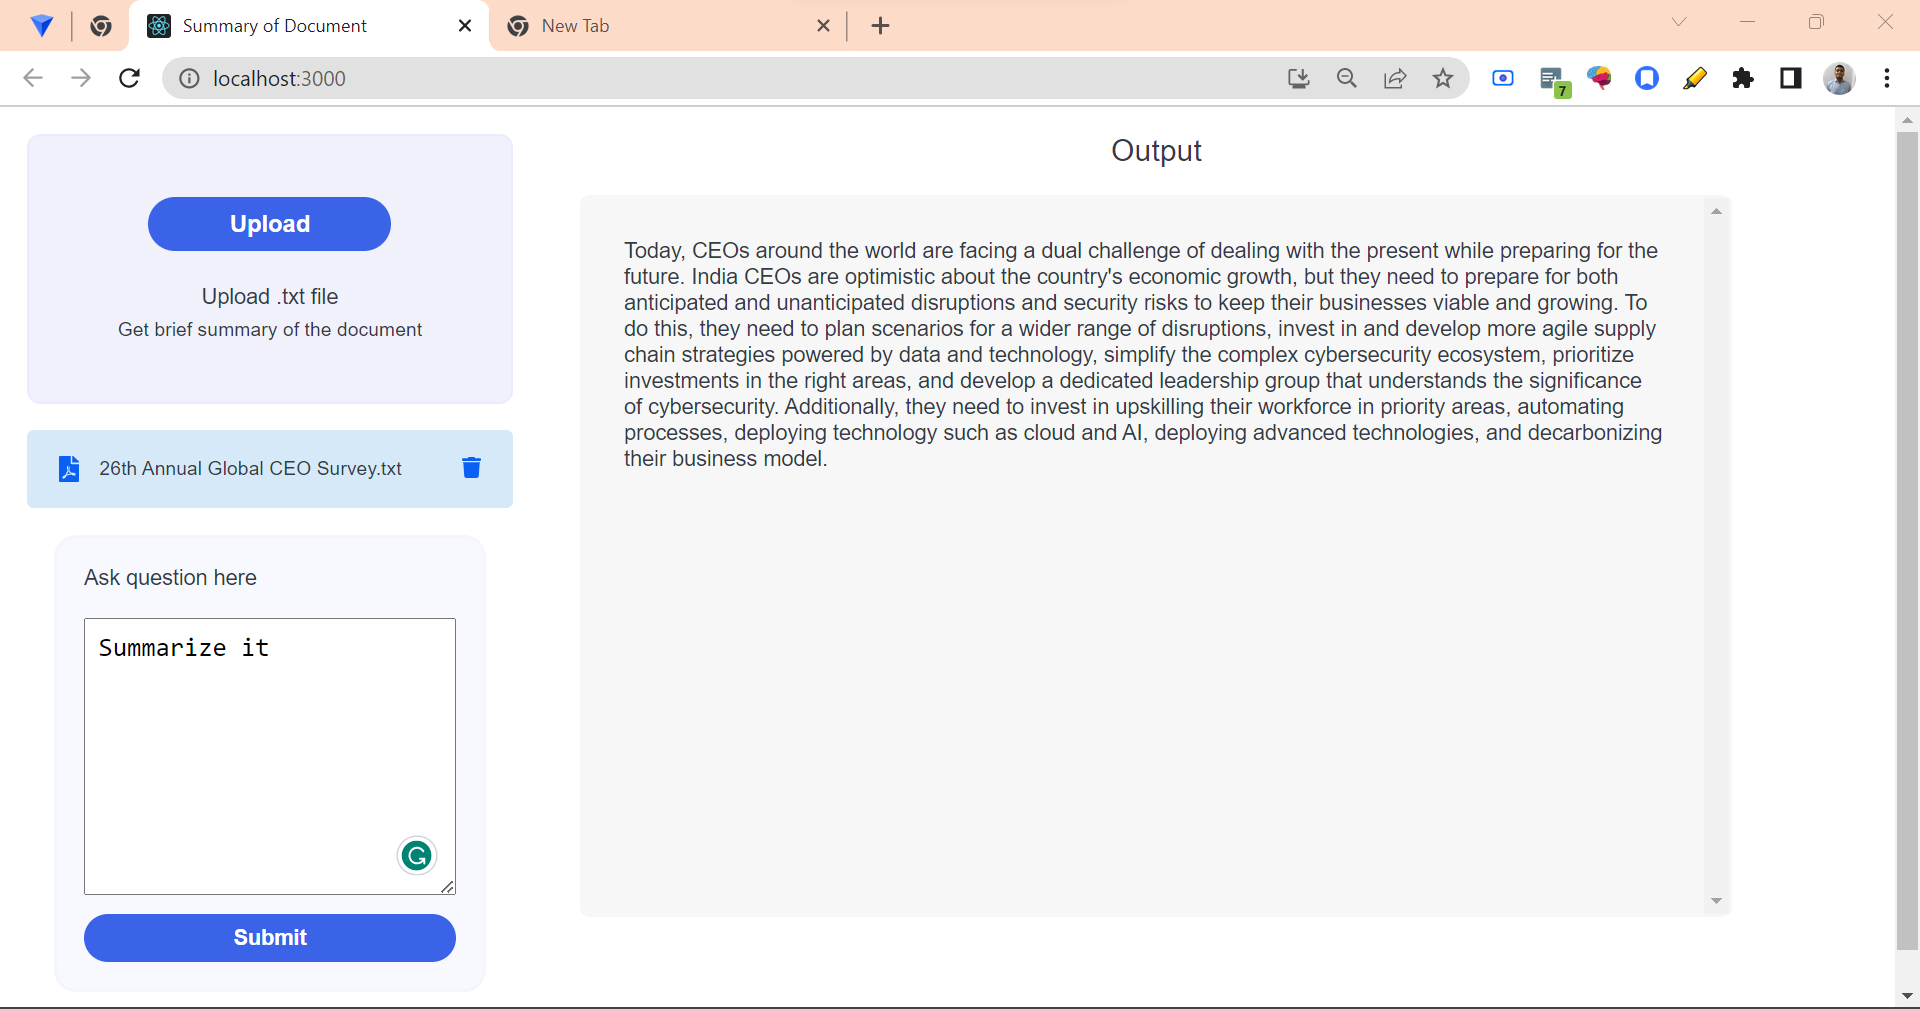 Summary of Document
New Tab
localhost:3000
7
Upload
Upload .txt file
Get brief summary of the document
26th Annual Global CEO Survey.txt
Ask question here
Summarize it
Submit
Output
Today, CEOs around the world are facing a dual challenge of dealing with the present while preparing for the
future. India CEOs are optimistic about the country's economic growth, but they need to prepare for both
anticipated and unanticipated disruptions and security risks to keep their businesses viable and growing. To
do this, they need to plan scenarios for a wider range of disruptions, invest in and develop more agile supply
chain strategies powered by data and technology, simplify the complex cybersecurity ecosystem, prioritize
investments in the right areas, and develop a dedicated leadership group that understands the significance
of cybersecurity. Additionally, they need to invest in upskilling their workforce in priority areas, automating
processes, deploying technology such as cloud and AI, deploying advanced technologies, and decarbonizing
their business model.